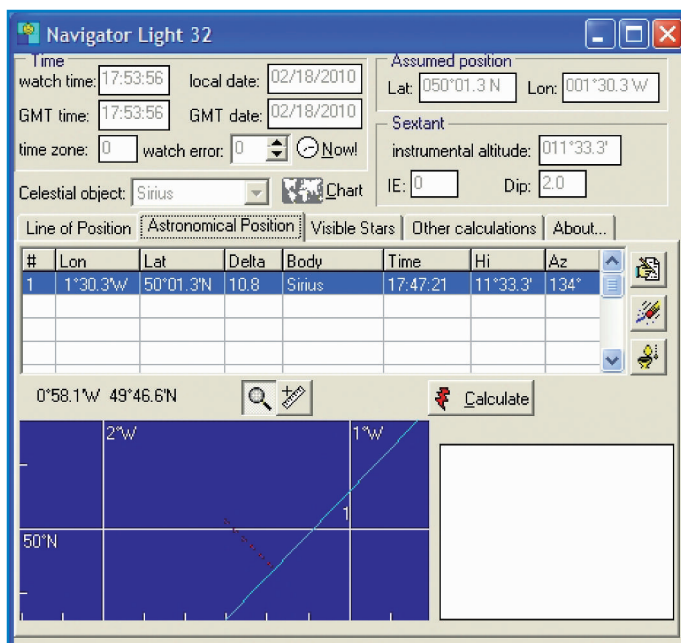 Navigator Light 32
Time
watch time: 17:53:56 local date: 02/18/2010
GMT time: 17:53:56 GMT date: 02/18/2010
time zone: 0 watch error: 0 Now!
Assumed position
Lat: 050°01.3 N Lon: 001°30.3 W
Sextant
instrumental altitude: 011°33.3'
IE: 0 Dip: 2.0
Celestial object: Sirius Chart
Line of Position Astronomical Position Visible Stars Other calculations About...
# Lon Lat Delta Body Time Hi Az
1 1°30.3'W 50°01.3'N 10.8 Sirius 17:47:21 11°33.3' 134°
0°58.1'W 49°46.6'N Calculate
2°W 1°W
1
50°N